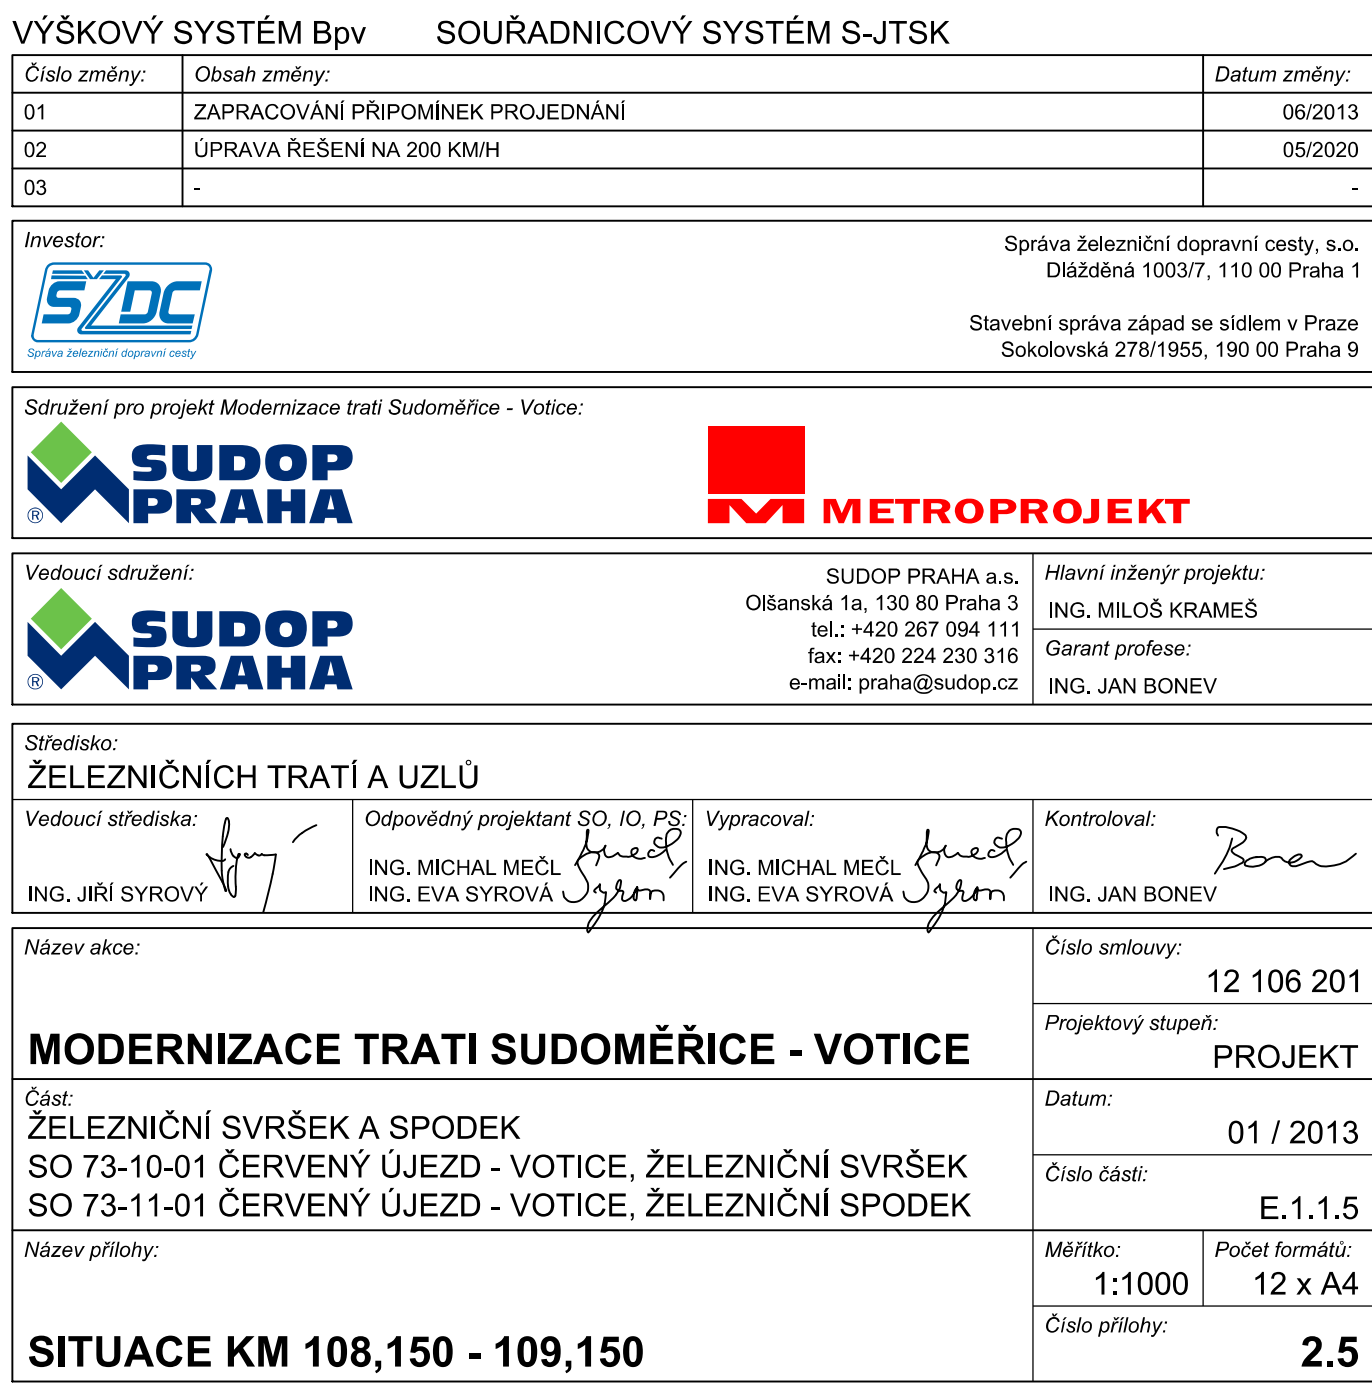 VÝŠKOVÝ SYSTÉM Bpv SOUŘADNICOVÝ SYSTÉM S-JTSK
Číslo změny: Obsah změny: Datum změny:
01 ZAPRACOVÁNÍ PŘIPOMÍNEK PROJEDNÁNÍ 06/2013
02 ÚPRAVA ŘEŠENÍ NA 200 KM/H 05/2020
03 - -
Investor:
SŽDC
Správa železniční dopravní cesty
Správa železniční dopravní cesty, s.o.
Dlážděná 1003/7, 110 00 Praha 1
Stavební správa západ se sídlem v Praze
Sokolovská 278/1955, 190 00 Praha 9
Sdružení pro projekt Modernizace trati Sudoměřice - Votice:
SUDOP
PRAHA
®
METROPROJEKT
Vedoucí sdružení:
SUDOP
PRAHA
®
SUDOP PRAHA a.s.
Olšanská 1a, 130 80 Praha 3
tel.: +420 267 094 111
fax: +420 224 230 316
e-mail: praha@sudop.cz
Hlavní inženýr projektu:
ING. MILOŠ KRAMEŠ
Garant profese:
ING. JAN BONEV
Středisko:
ŽELEZNIČNÍCH TRATÍ A UZLŮ
Vedoucí střediska:
ING. JIŘÍ SYROVÝ
Odpovědný projektant SO, IO, PS:
ING. MICHAL MEČL
ING. EVA SYROVÁ
Vypracoval:
ING. MICHAL MEČL
ING. EVA SYROVÁ
Kontroloval:
ING. JAN BONEV
Název akce:
MODERNIZACE TRATI SUDOMĚŘICE - VOTICE
Číslo smlouvy:
12 106 201
Projektový stupeň:
PROJEKT
Část:
ŽELEZNIČNÍ SVRŠEK A SPODEK
SO 73-10-01 ČERVENÝ ÚJEZD - VOTICE, ŽELEZNIČNÍ SVRŠEK
SO 73-11-01 ČERVENÝ ÚJEZD - VOTICE, ŽELEZNIČNÍ SPODEK
Datum:
01 / 2013
Číslo části:
E.1.1.5
Název přílohy:
SITUACE KM 108,150 - 109,150
Měřítko:
1:1000
Počet formátů:
12 x A4
Číslo přílohy:
2.5